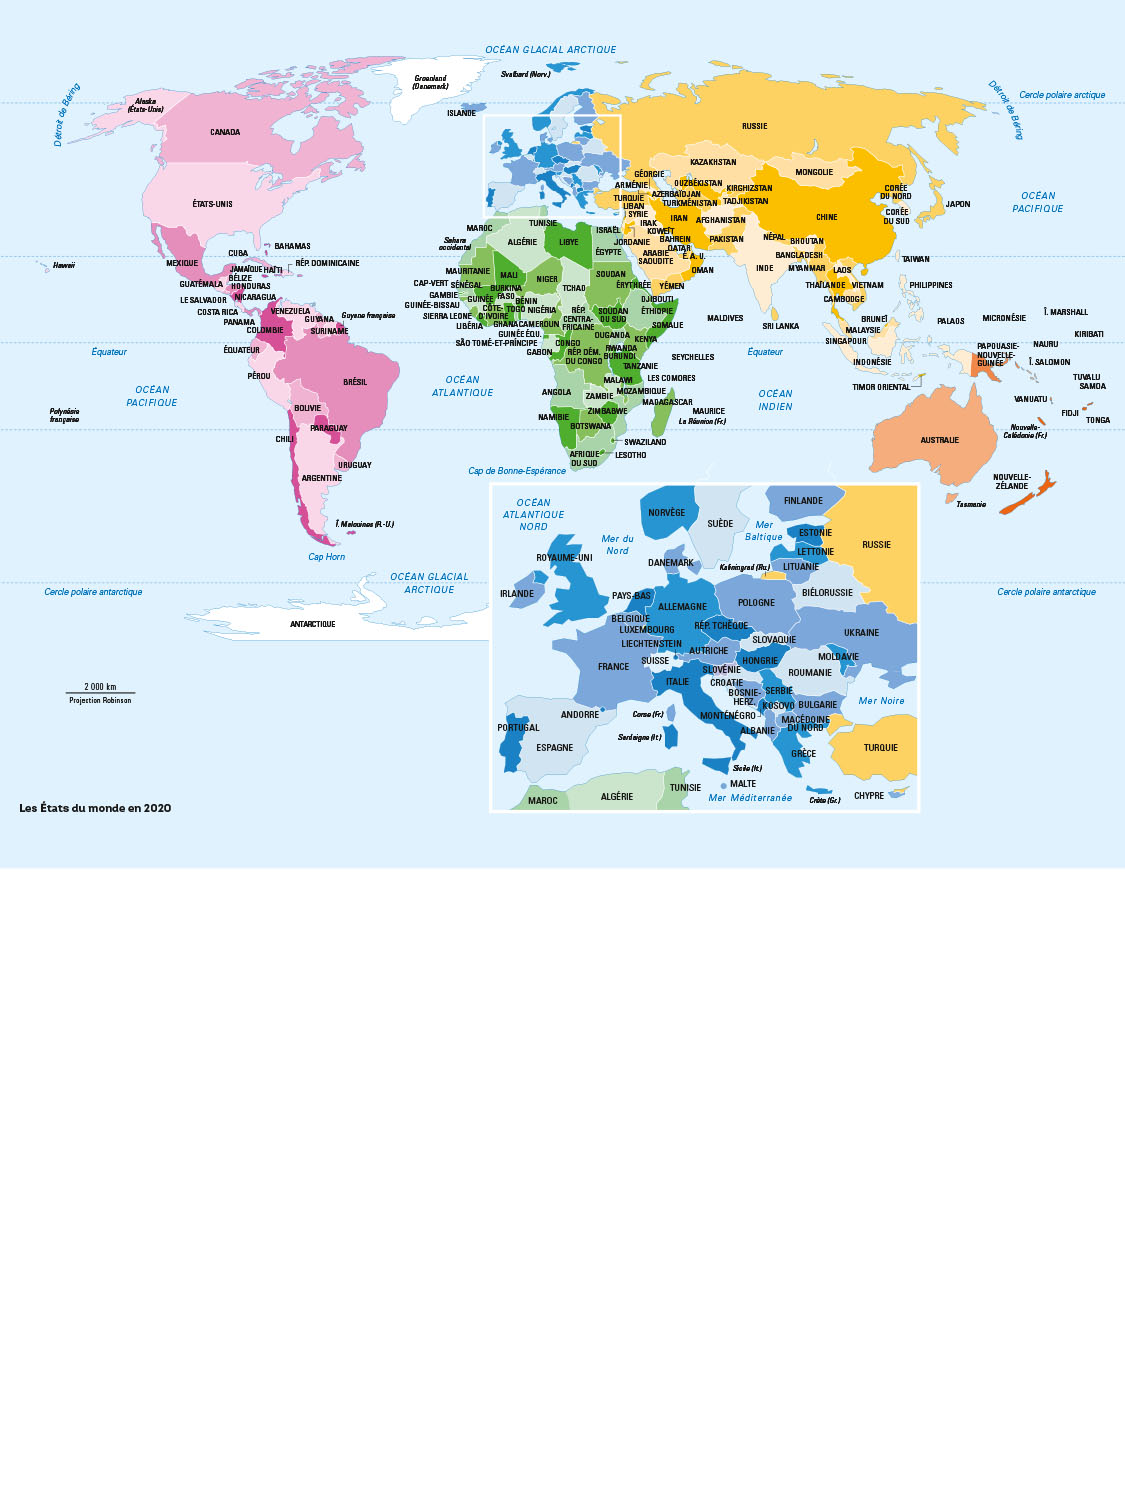 OCÉAN GLACIAL ARCTIQUE
Groenland
(Danemark)
Svalbard (Norv.)
Détroit de Béring
Alaska
(États-Unis)
ISLANDE
Cercle polaire arctique
Détroit de Béring
CANADA
RUSSIE
KAZAKHSTAN
MONGOLIE
GÉORGIE
ARMÉNIE
OUZBÉKISTAN
KIRGHIZSTAN
AZERBAÏDJAN
TURQUIE
TURKMÉNISTAN
TADJIKISTAN
CORÉE
DU NORD
CORÉE
DU SUD
JAPON
OCÉAN
PACIFIQUE
ÉTATS-UNIS
LIBAN
SYRIE
IRAK
IRAN
AFGHANISTAN
CHINE
MAROC
TUNISIE
ISRAËL
KOWEÏT
JORDANIE
BAHREIN
QATAR
PAKISTAN
NÉPAL
BHOUTAN
Sahara
occidental
ALGÉRIE
LIBYE
ÉGYPTE
ARABIE
SAOUDITE
É. A. U.
BANGLADESH
TAIWAN
Hawaii
MEXIQUE
CUBA
BAHAMAS
JAMAÏQUE
HAÏTI
RÉP. DOMINICAINE
BÉLIZE
GUATÉMALA
HONDURAS
LE SALVADOR
NICARAGUA
COSTA RICA
PANAMA
VENEZUELA
GUYANA
Guyane française
COLOMBIE
SURINAME
MAURITANIE
MALI
NIGER
TCHAD
SOUDAN
ÉRYTHRÉE
YÉMEN
OMAN
INDE
MYANMAR
LAOS
THAÏLANDE
VIETNAM
PHILIPPINES
CAMBODGE
CAP-VERT
SÉNÉGAL
GAMBIE
GUINÉE-BISSAU
GUINÉE
BURKINA
FASO
BÉNIN
SIERRA LEONE
CÔTE-
D'IVOIRE
TOGO
NIGÉRIA
LIBÉRIA
GHANA
CAMEROUN
RÉP.
CENTRA-
FRICAINE
SOUDAN
DU SUD
DJIBOUTI
ÉTHIOPIE
SOMALIE
MALDIVES
SRI LANKA
BRUNEÏ
MALAYSIE
SINGAPOUR
PALAOS
MICRONÉSIE
Î. MARSHALL
KIRIBATI
GUINÉE ÉQU.
SÃO TOMÉ-ET-PRÍNCIPE
GABON
CONGO
RÉP. DÉM.
DU CONGO
OUGANDA
KENYA
RWANDA
BURUNDI
TANZANIE
SEYCHELLES
Équateur
ÉQUATEUR
Équateur
INDONÉSIE
PAPOUASIE-
NOUVELLE-
GUINÉE
NAURU
Î. SALOMON
TUVALU
SAMOA
PÉROU
BRÉSIL
OCÉAN
PACIFIQUE
OCÉAN
ATLANTIQUE
OCÉAN
INDIEN
ANGOLA
ZAMBIE
MALAWI
MOZAMBIQUE
LES COMORES
MADAGASCAR
MAURICE
La Réunion (Fr.)
TIMOR ORIENTAL
VANUATU
FIDJI
TONGA
Nouvelle-
Calédonie (Fr.)
Polynésie
française
BOLIVIE
PARAGUAY
CHILI
URUGUAY
ARGENTINE
NAMIBIE
ZIMBABWE
BOTSWANA
SWAZILAND
AFRIQUE
DU SUD
LESOTHO
AUSTRALIE
NOUVELLE-
ZÉLANDE
Tasmanie
Cap de Bonne-Espérance
Î. Malouines (R.-U.)
Cap Horn
OCÉAN GLACIAL
ARCTIQUE
Cercle polaire antarctique
Cercle polaire antarctique
ANTARCTIQUE
OCÉAN
ATLANTIQUE
NORD
NORVÈGE
SUÈDE
FINLANDE
Mer
Baltique
ESTONIE
RUSSIE
Mer du
Nord
LETTONIE
ROYAUME-UNI
DANEMARK
Kaliningrad (Ru.)
LITUANIE
IRLANDE
PAYS-BAS
ALLEMAGNE
POLOGNE
BIÉLORUSSIE
BELGIQUE
LUXEMBOURG
RÉP. TCHÈQUE
UKRAINE
LIECHTENSTEIN
SLOVAQUIE
AUTRICHE
FRANCE
SUISSE
HONGRIE
MOLDAVIE
SLOVÉNIE
ROUMANIE
ITALIE
CROATIE
BOSNIE-
HERZ.
SERBIE
KOSOVO
BULGARIE
Mer Noire
ANDORRE
Corse (Fr.)
MONTÉNÉGRO
MACÉDOINE
DU NORD
PORTUGAL
ESPAGNE
Sardaigne (It.)
ALBANIE
GRÈCE
TURQUIE
Sicile (It.)
MAROC
ALGÉRIE
TUNISIE
MALTE
Mer Méditerranée
Crète (Gr.)
CHYPRE
2 000 km
Projection Robinson
Les États du monde en 2020